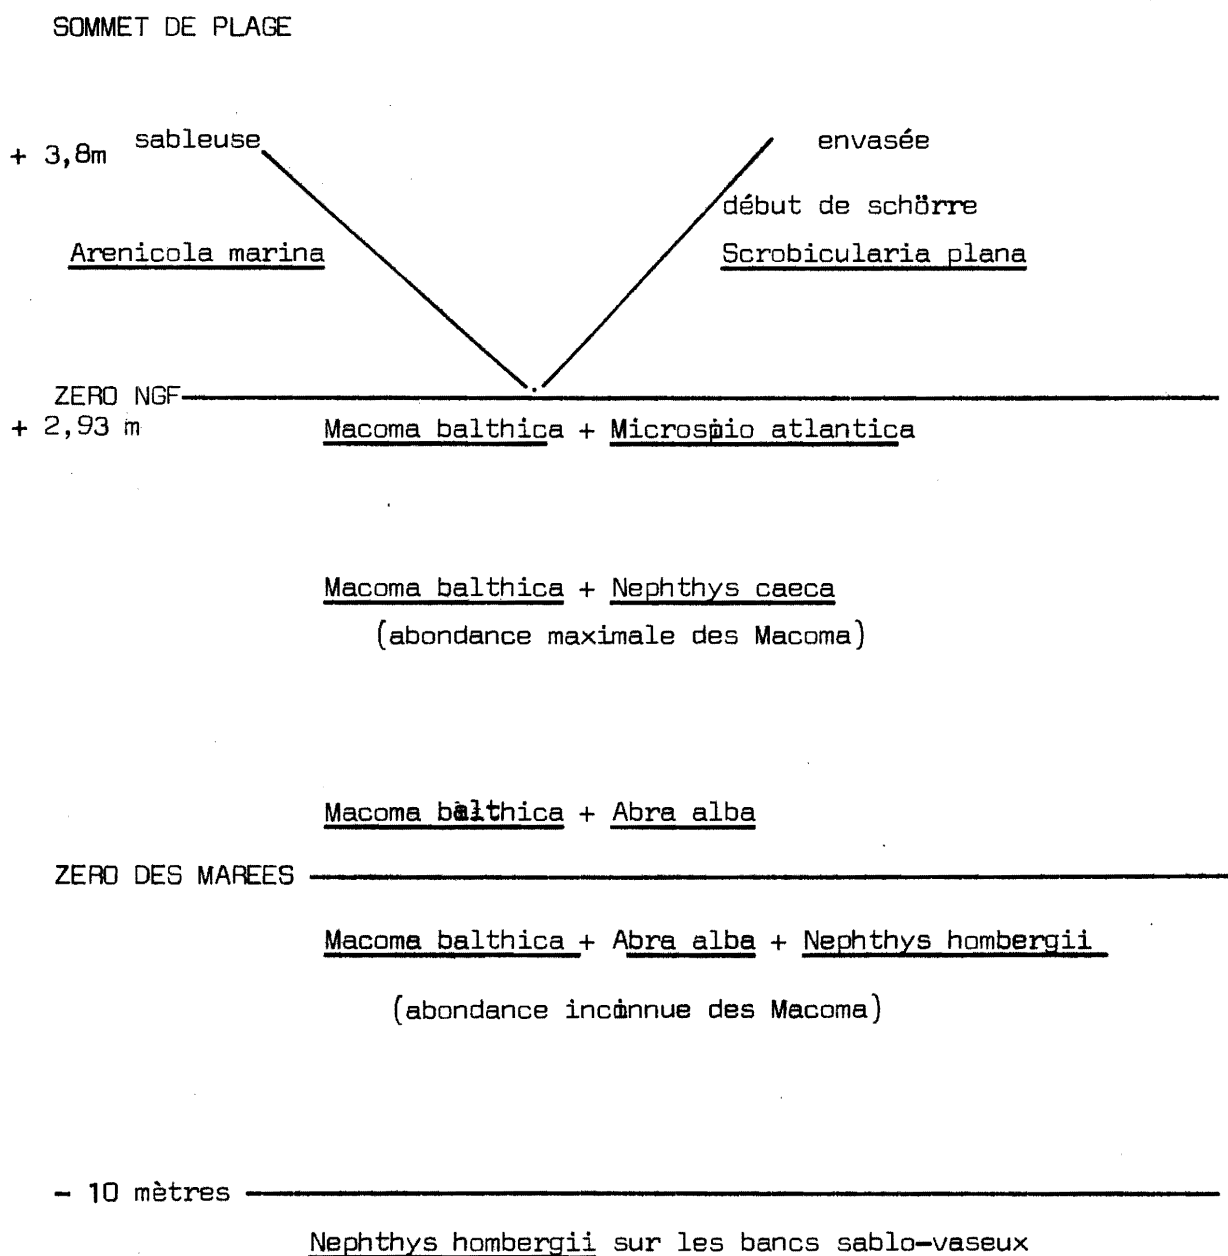 SOMMET DE PLAGE
+ 3,8m sableuse envasée
début de schörre
Arenicola marina Scrobicularia plana
ZERO NGF
+ 2,93 m Macoma balthica + Microspio atlantica
Macoma balthica + Nephthys caeca
(abondance maximale des Macoma)
Macoma balthica + Abra alba
ZERO DES MAREES
Macoma balthica + Abra alba + Nephthys hombergii
(abondance inconnue des Macoma)
- 10 mètres
Nephthys hombergii sur les bancs sablo-vaseux